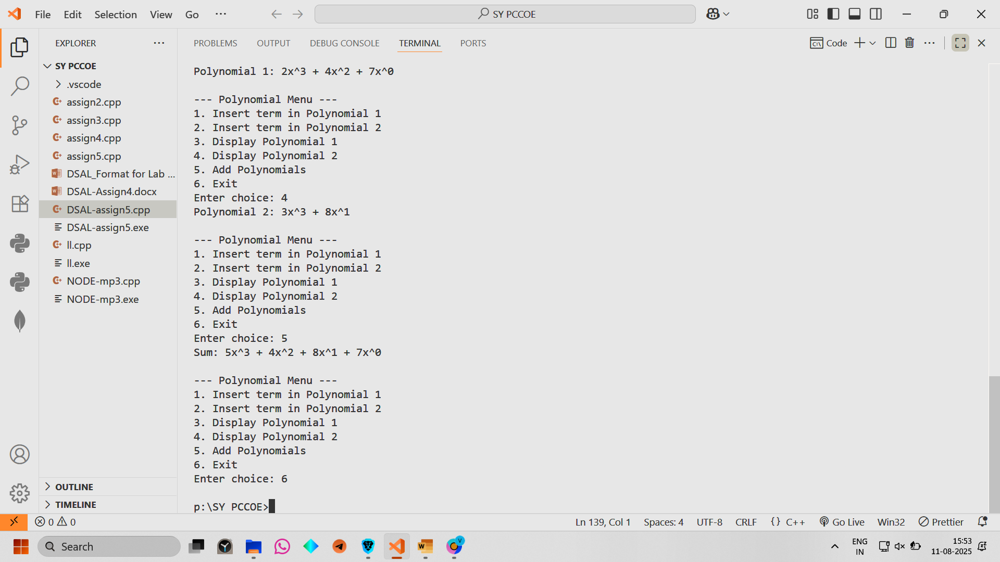 File Edit Selection View Go ··· SY PCCOE
EXPLORER ···
SY PCCOE
.vscode
assign2.cpp
assign3.cpp
assign4.cpp
assign5.cpp
DSAL_Format for Lab ...
DSAL-Assign4.docx
DSAL-assign5.cpp
DSAL-assign5.exe
ll.cpp
ll.exe
NODE-mp3.cpp
NODE-mp3.exe
OUTLINE
TIMELINE
PROBLEMS OUTPUT DEBUG CONSOLE TERMINAL PORTS Code ···
Polynomial 1: 2x^3 + 4x^2 + 7x^0
--- Polynomial Menu ---
1. Insert term in Polynomial 1
2. Insert term in Polynomial 2
3. Display Polynomial 1
4. Display Polynomial 2
5. Add Polynomials
6. Exit
Enter choice: 4
Polynomial 2: 3x^3 + 8x^1
--- Polynomial Menu ---
1. Insert term in Polynomial 1
2. Insert term in Polynomial 2
3. Display Polynomial 1
4. Display Polynomial 2
5. Add Polynomials
6. Exit
Enter choice: 5
Sum: 5x^3 + 4x^2 + 8x^1 + 7x^0
--- Polynomial Menu ---
1. Insert term in Polynomial 1
2. Insert term in Polynomial 2
3. Display Polynomial 1
4. Display Polynomial 2
5. Add Polynomials
6. Exit
Enter choice: 6
p:\SY PCCOE>
0 0 Ln 139, Col 1 Spaces: 4 UTF-8 CRLF {} C++ Go Live Win32 Prettier
Search V ENG 15:53
IN 11-08-2025